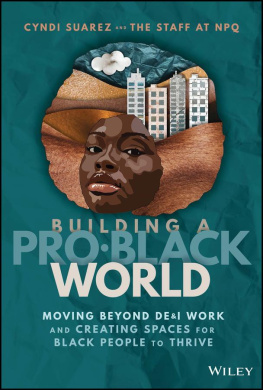 CYNDI SUAREZ AND THE STAFF AT NPQ
BUILDING A
PRO-BLACK
WORLD
MOVING BEYOND DE&I WORK
AND CREATING SPACES FOR
BLACK PEOPLE TO THRIVE
WILEY